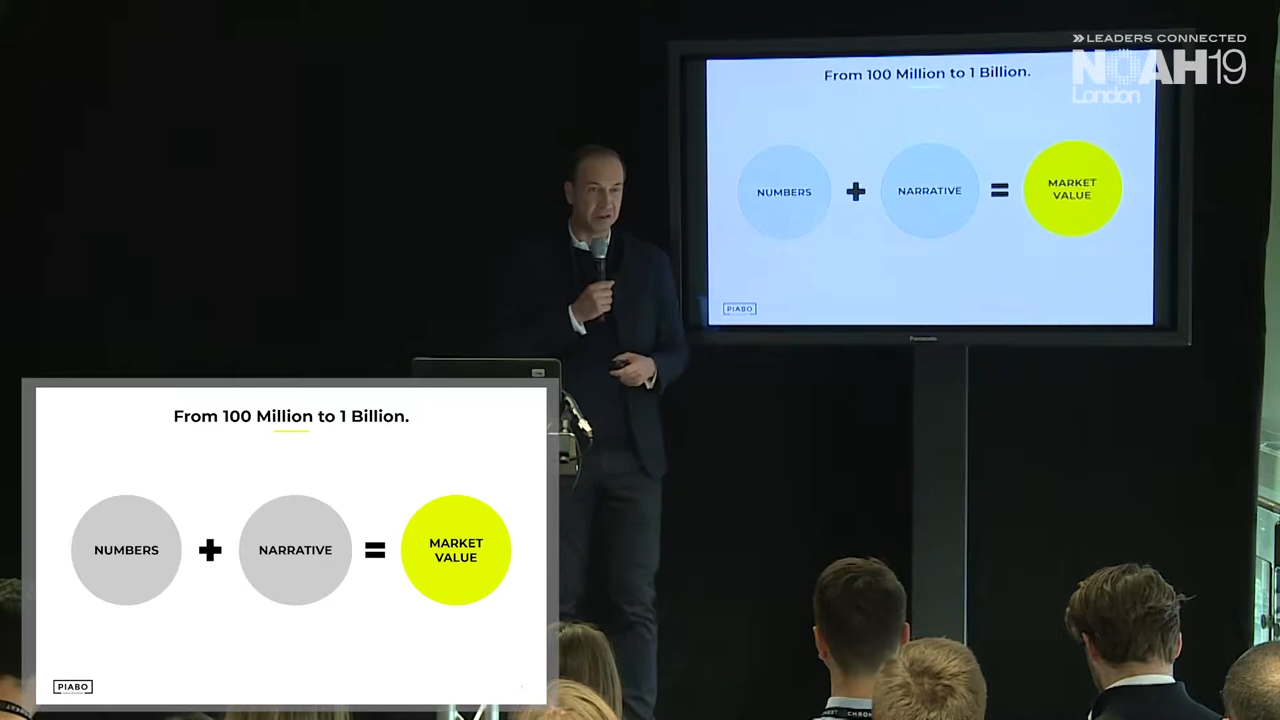 LEADERS CONNECTED
NOAH19
London
From 100 Million to 1 Billion.
NUMBERS
+
NARRATIVE
=
MARKET
VALUE
PIABO
Panasonic
From 100 Million to 1 Billion.
NUMBERS
+
NARRATIVE
=
MARKET
VALUE
PIABO